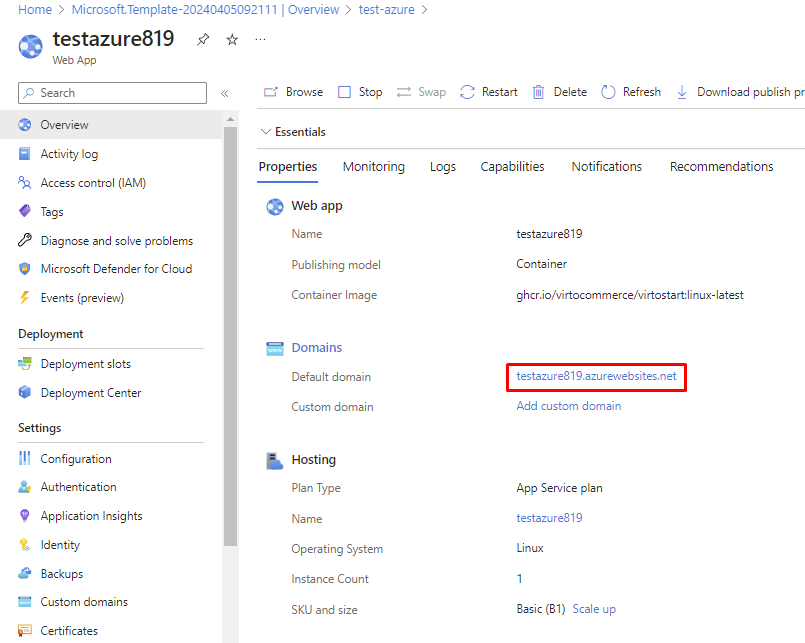 Home > Microsoft.Template-20240405092111 | Overview > test-azure >
testazure819
Web App
Search
«
Browse Stop Swap Restart Delete Refresh Download publish pr
Overview
Activity log
Access control (IAM)
Tags
Diagnose and solve problems
Microsoft Defender for Cloud
Events (preview)
Deployment
Deployment slots
Deployment Center
Settings
Configuration
Authentication
Application Insights
Identity
Backups
Custom domains
Certificates
Essentials
Properties Monitoring Logs Capabilities Notifications Recommendations
Web app
Name testazure819
Publishing model Container
Container Image ghcr.io/virtocommerce/virtostart:linux-latest
Domains
Default domain testazure819.azurewebsites.net
Custom domain Add custom domain
Hosting
Plan Type App Service plan
Name testazure819
Operating System Linux
Instance Count 1
SKU and size Basic (B1) Scale up